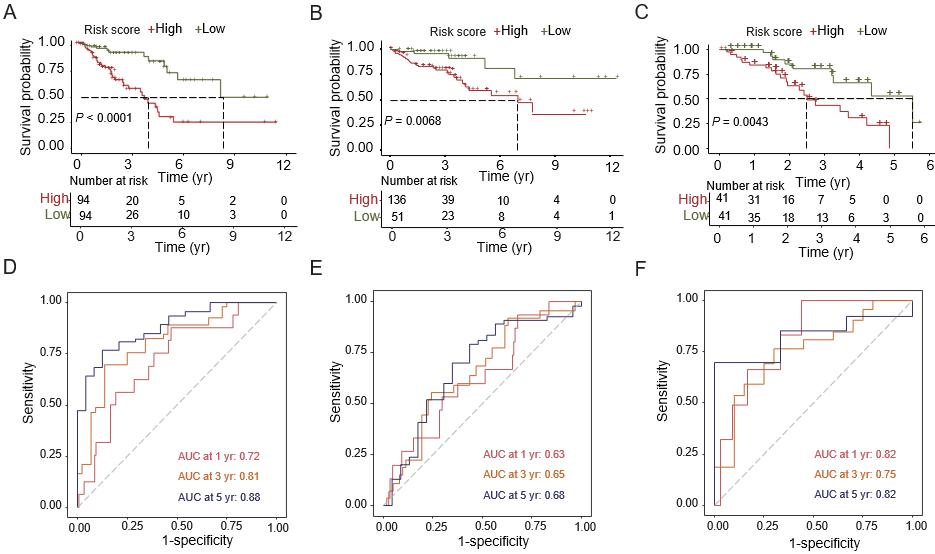 A
Risk score +High +Low
Survival probability
1.00
0.75
0.50
0.25
0.00
P < 0.0001
0 3 6 9 12
Time (yr)
Number at risk
High 94 20 5 2 0
Low 94 26 10 3 0
0 3 6 9 12
Time (yr)
B
Risk score +High +Low
Survival probability
1.00
0.75
0.50
0.25
0.00
P = 0.0068
0 3 6 9 12
Time (yr)
Number at risk
High 136 39 10 4 0
Low 51 23 8 4 1
0 3 6 9 12
Time (yr)
C
Risk score +High +Low
Survival probability
1.00
0.75
0.50
0.25
0.00
P = 0.0043
0 1 2 3 4 5 6
Time (yr)
Number at risk
High 41 31 16 7 5 0 0
Low 41 35 18 13 6 3 0
0 1 2 3 4 5 6
Time (yr)
D
Sensitivity
1.00
0.75
0.50
0.25
0.00
AUC at 1 yr: 0.72
AUC at 3 yr: 0.81
AUC at 5 yr: 0.88
0.00 0.25 0.50 0.75 1.00
1-specificity
E
Sensitivity
1.00
0.75
0.50
0.25
0.00
AUC at 1 yr: 0.63
AUC at 3 yr: 0.65
AUC at 5 yr: 0.68
0.00 0.25 0.50 0.75 1.00
1-specificity
F
Sensitivity
1.00
0.75
0.50
0.25
0.00
AUC at 1 yr: 0.82
AUC at 3 yr: 0.75
AUC at 5 yr: 0.82
0.00 0.25 0.50 0.75 1.00
1-specificity